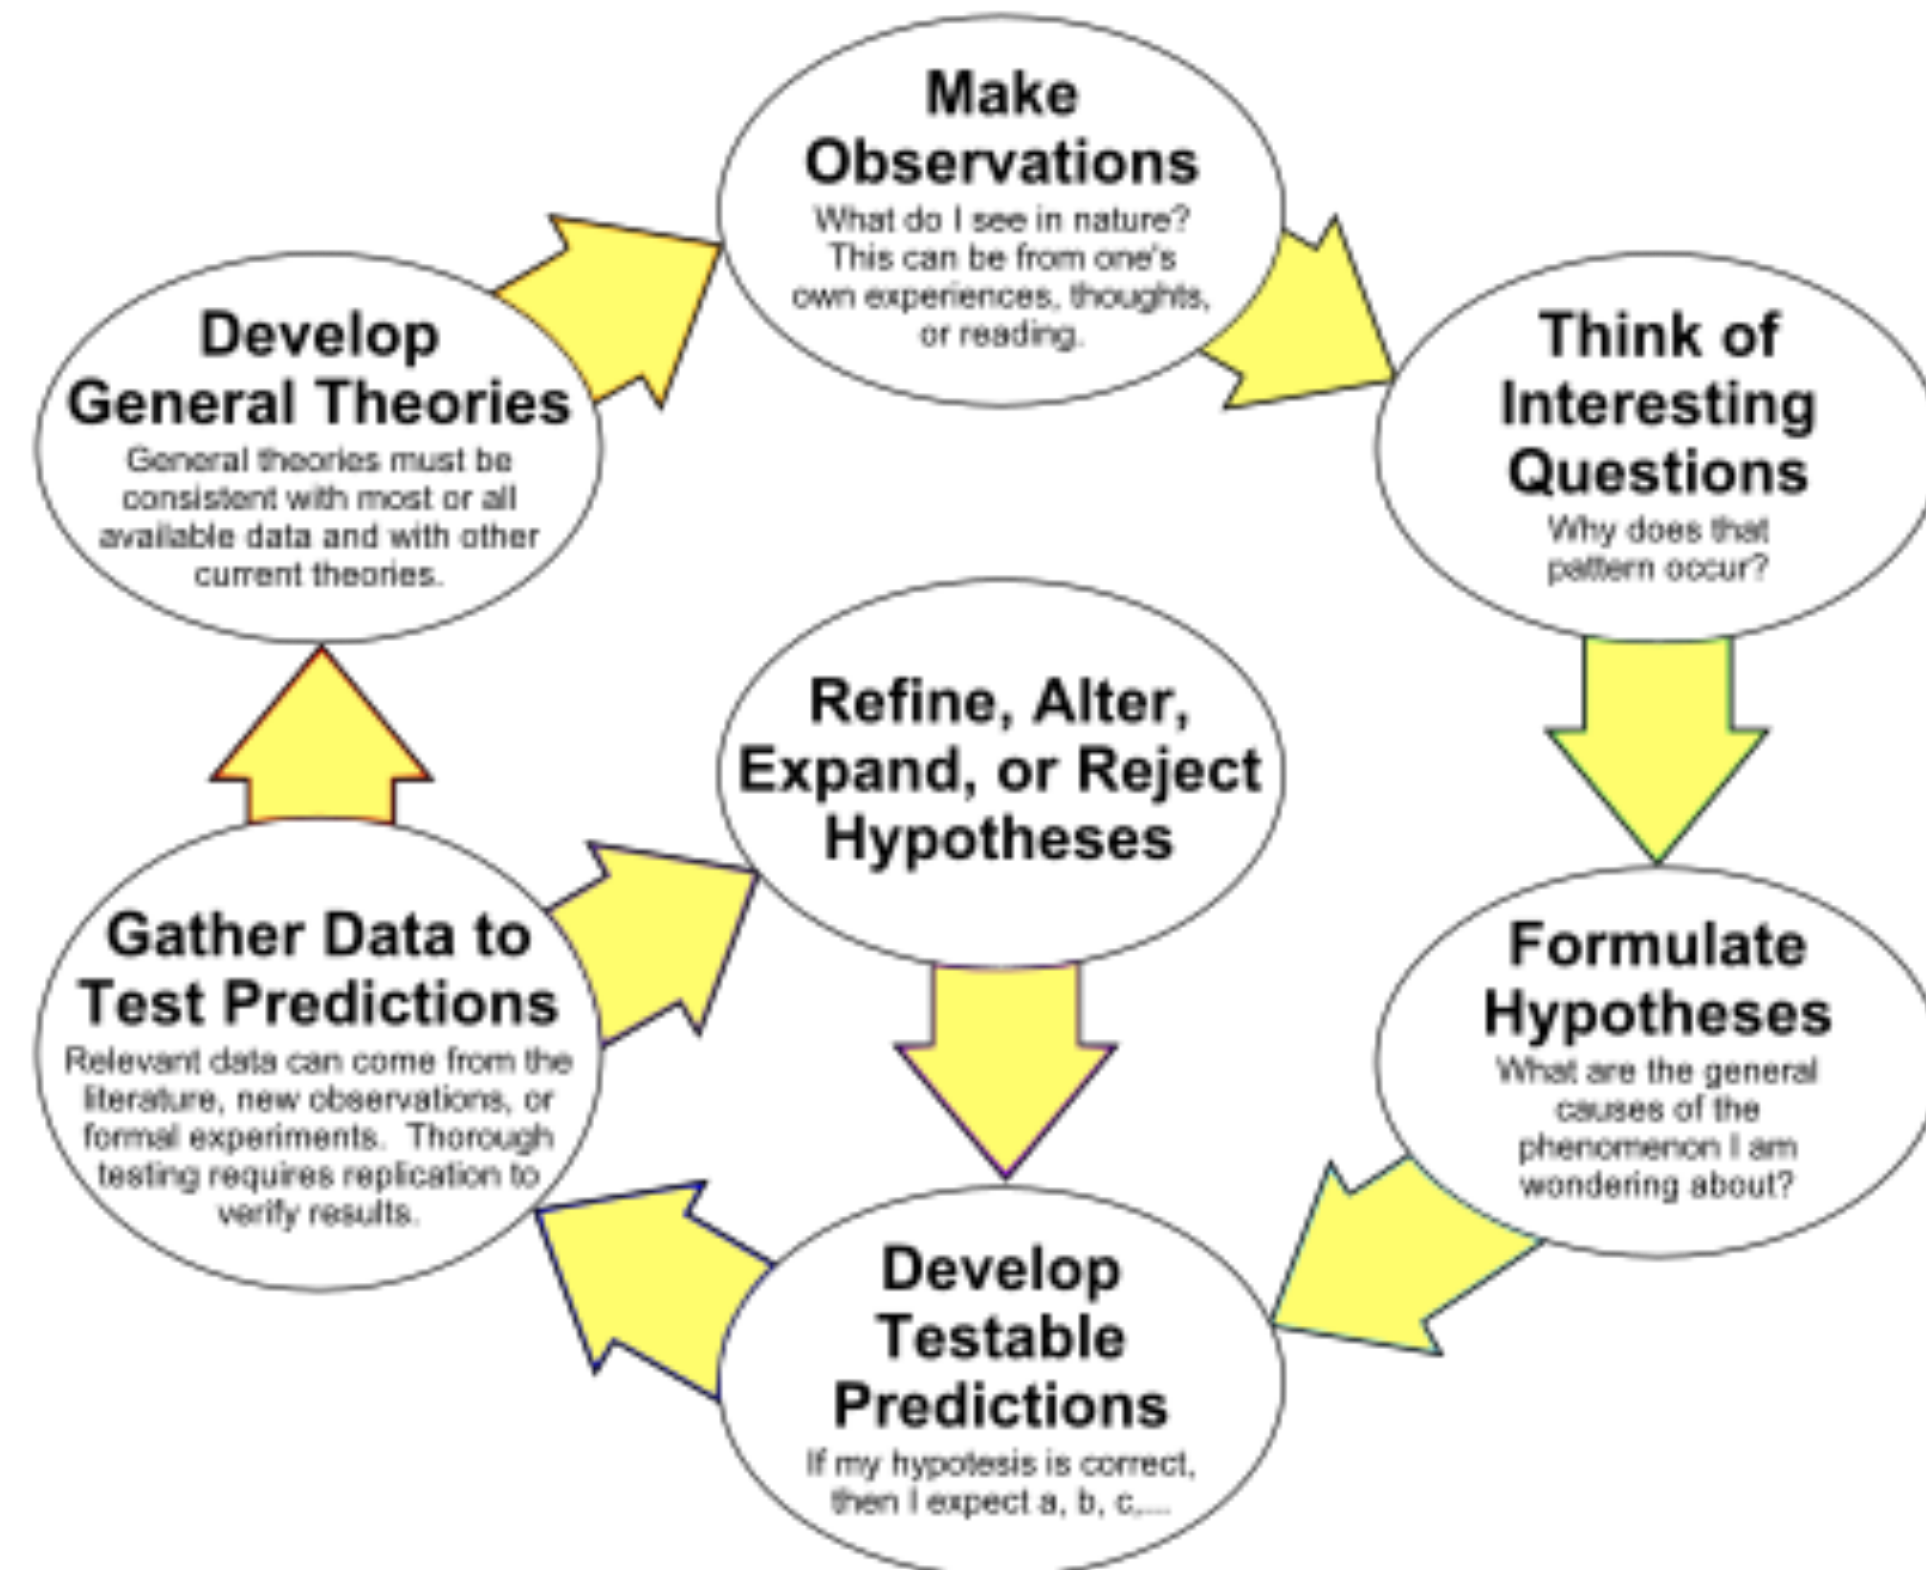 Make
Observations
What do I see in nature?
This can be from one's
own experiences, thoughts,
or reading.
Think of
Interesting
Questions
Why does that
pattern occur?
Formulate
Hypotheses
What are the general
causes of the
phenomenon I am
wondering about?
Develop
Testable
Predictions
If my hypotesis is correct,
then I expect a, b, c,...
Gather Data to
Test Predictions
Relevant data can come from the
literature, new observations, or
formal experiments. Thorough
testing requires replication to
verify results.
Refine, Alter,
Expand, or Reject
Hypotheses
Develop
General Theories
General theories must be
consistent with most or all
available data and with other
current theories.